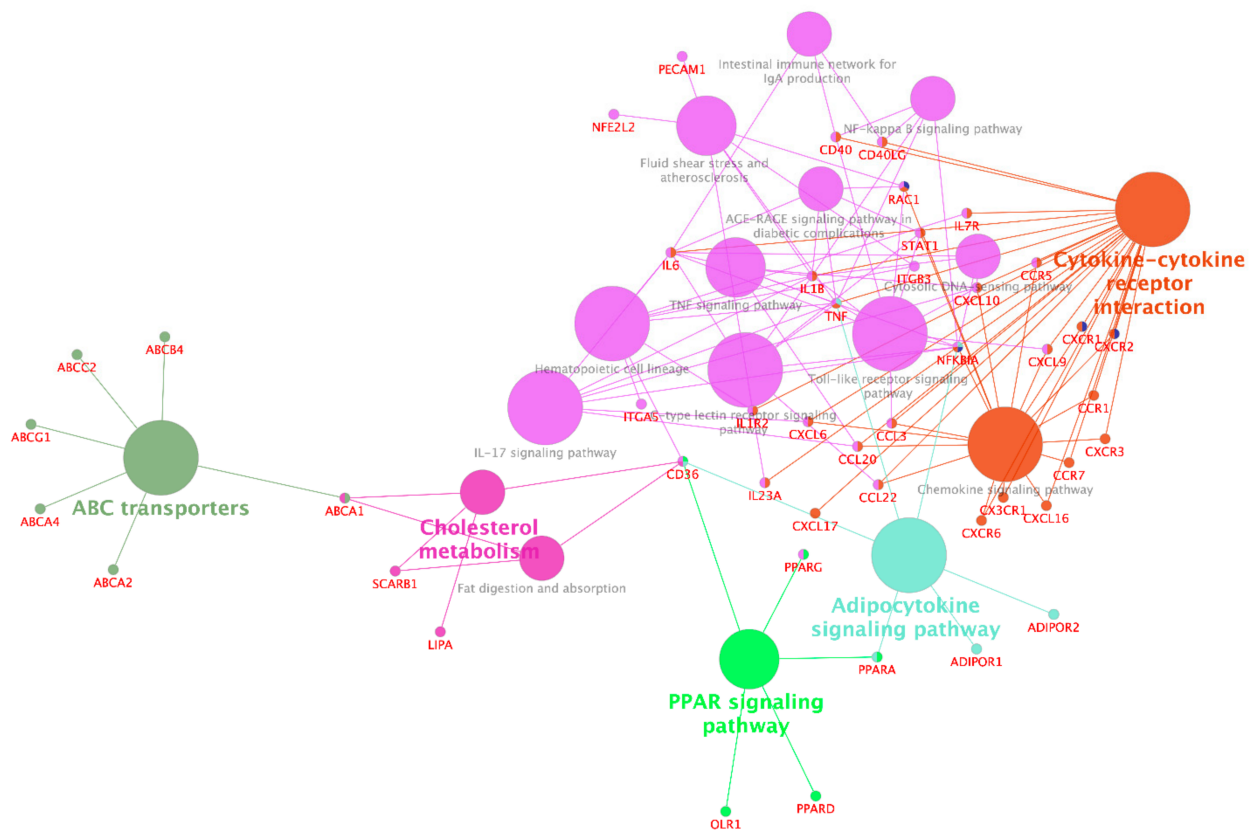 Intestinal immune network for
IgA production
PECAM1
NFE2L2
NF-kappa B signaling pathway
CD40
CD40LG
Fluid shear stress and
atherosclerosis
RAC1
AGE-RAGE signaling pathway in
diabetic complications
IL7R
STAT1
IL6
ITGB3
CCR5
Cytokine-cytokine
receptor
interaction
IL1B
Cytosolic DNA-sensing pathway
CXCL10
TNF signaling pathway
TNF
ABCB4
ABCC2
CXCR1
CXCR2
NFKBIA
CXCL9
Hematopoietic cell lineage
Toll-like receptor signaling
pathway
ITGA5
C-type lectin receptor signaling
pathway
IL1R2
CCR1
CXCL6
CCL3
ABCG1
IL-17 signaling pathway
CXCR3
CCL20
CCR7
CD36
IL23A
CCL22
Chemokine signaling pathway
ABC transporters
ABCA4
ABCA1
CX3CR1
CXCL16
CXCL17
CXCR6
Cholesterol
metabolism
ABCA2
SCARB1
Fat digestion and absorption
PPARG
Adipocytokine
signaling pathway
ADIPOR2
LIPA
PPARA
ADIPOR1
PPAR signaling
pathway
PPARD
OLR1